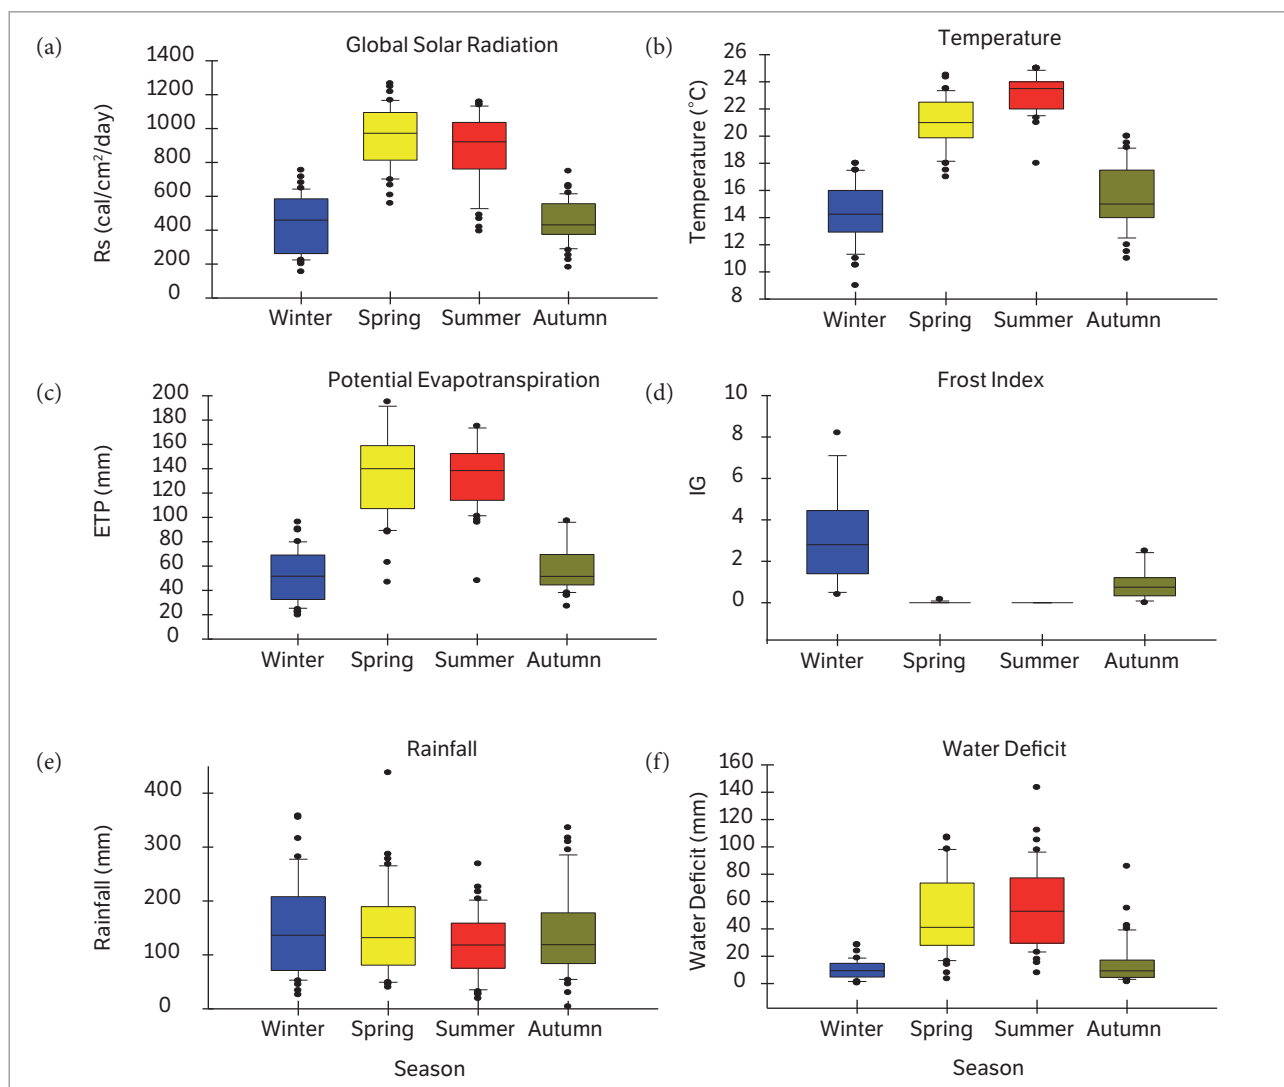 (a)
Global Solar Radiation
Rs (cal/cm²/day)
1400
1200
1000
800
600
400
200
0
Winter Spring Summer Autumn
(b)
Temperature
Temperature (˚C)
26
24
22
20
18
16
14
12
10
8
Winter Spring Summer Autumn
(c)
Potential Evapotranspiration
ETP (mm)
200
180
160
140
120
100
80
60
40
20
0
Winter Spring Summer Autumn
(d)
Frost Index
IG
10
8
6
4
2
0
Winter Spring Summer Autunm
(e)
Rainfall
Rainfall (mm)
400
300
200
100
0
Winter Spring Summer Autumn
Season
(f)
Water Deficit
Water Deficit (mm)
160
140
120
100
80
60
40
20
0
Winter Spring Summer Autumn
Season